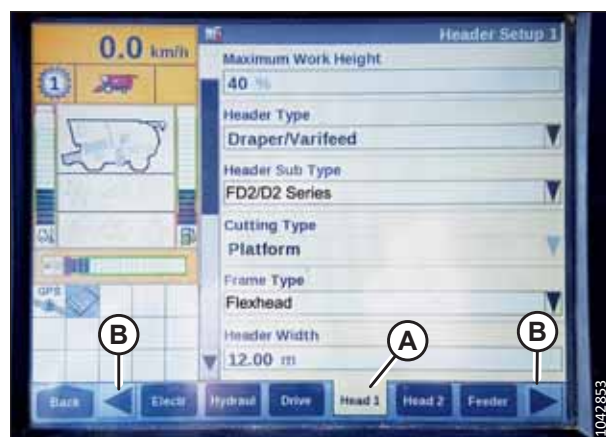 0.0 km/h
Header Setup 1
Maximum Work Height
40 %
1
Header Type
Draper/Varifeed
Header Sub Type
FD2/D2 Series
Cutting Type
Platform
Frame Type
Flexhead
GPS
Header Width
12.00 m
B
A
B
Back
Electr
Hydraul
Drive
Head 1
Head 2
Feeder
1042853